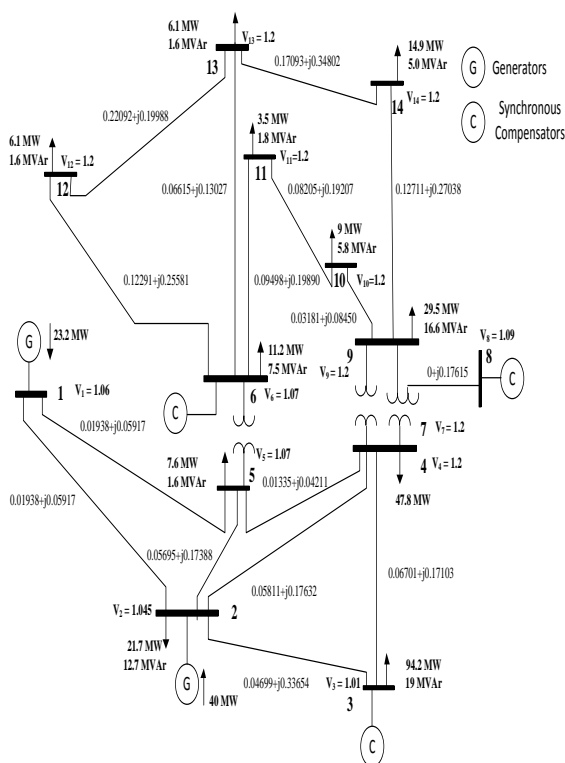 6.1 MW
1.6 MVAr
V13 = 1.2
13
14.9 MW
5.0 MVAr
V14 = 1.2
14
G
Generators
C
Synchronous
Compensators
0.17093+j0.34802
0.22092+j0.19988
6.1 MW
1.6 MVAr
V12 = 1.2
12
3.5 MW
1.8 MVAr
V11=1.2
11
0.06615+j0.13027
0.08205+j0.19207
0.12711+j0.27038
9 MW
5.8 MVAr
10
V10=1.2
0.12291+j0.25581
0.09498+j0.19890
0.03181+j0.08450
29.5 MW
16.6 MVAr
9
V9 = 1.2
V8 = 1.09
8
C
0+j0.17615
G
23.2 MW
1
V1 = 1.06
11.2 MW
7.5 MVAr
6
V6 = 1.07
C
0.01938+j0.05917
7
V7 = 1.2
4
V4 = 1.2
47.8 MW
7.6 MW
1.6 MVAr
V5 = 1.07
5
0.01335+j0.04211
0.01938+j0.05917
0.05695+j0.17388
0.05811+j0.17632
0.06701+j0.17103
V2 = 1.045
2
21.7 MW
12.7 MVAr
G
40 MW
0.04699+j0.33654
V3 = 1.01
3
94.2 MW
19 MVAr
C